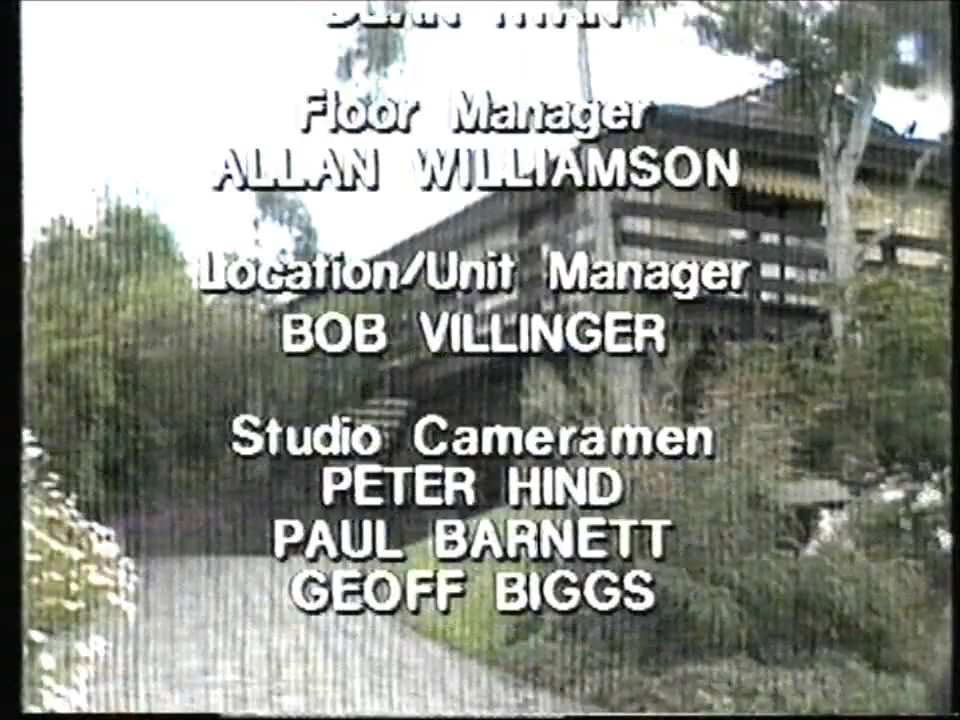 Floor Manager
ALLAN WILLIAMSON
Location/Unit Manager
BOB VILLINGER
Studio Cameramen
PETER HIND
PAUL BARNETT
GEOFF BIGGS